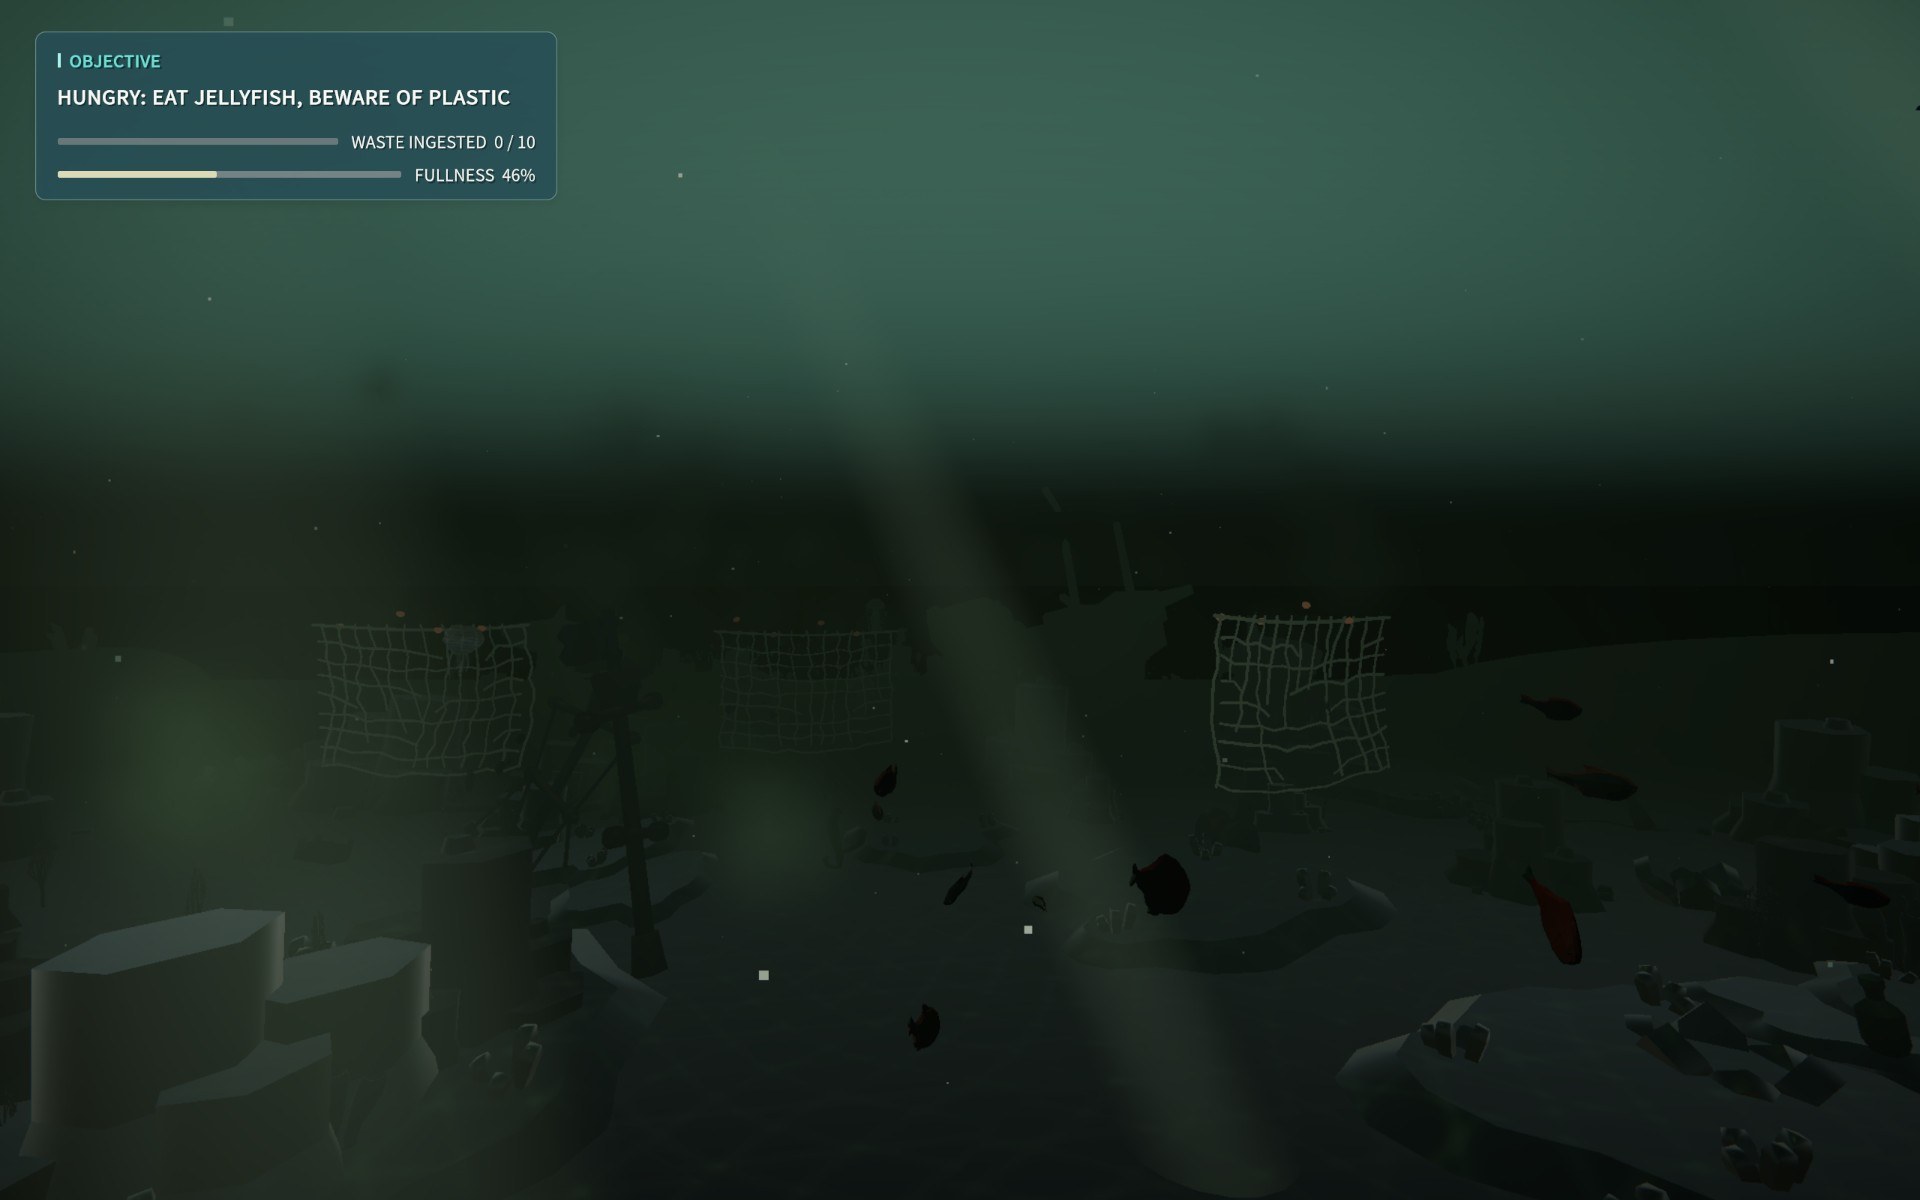 OBJECTIVE
HUNGRY: EAT JELLYFISH, BEWARE OF PLASTIC
WASTE INGESTED 0 / 10
FULLNESS 46%